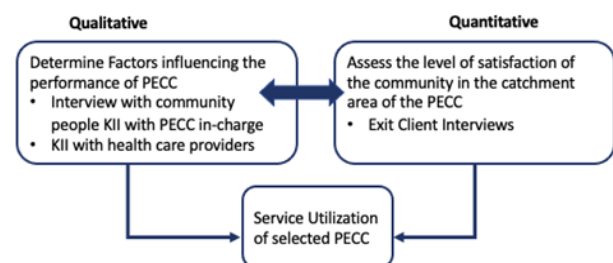 Qualitative
Determine Factors influencing the
performance of PECC
• Interview with community
people KII with PECC in-charge
• KII with health care providers
Quantitative
Assess the level of satisfaction of
the community in the catchment
area of the PECC
• Exit Client Interviews
Service Utilization
of selected PECC